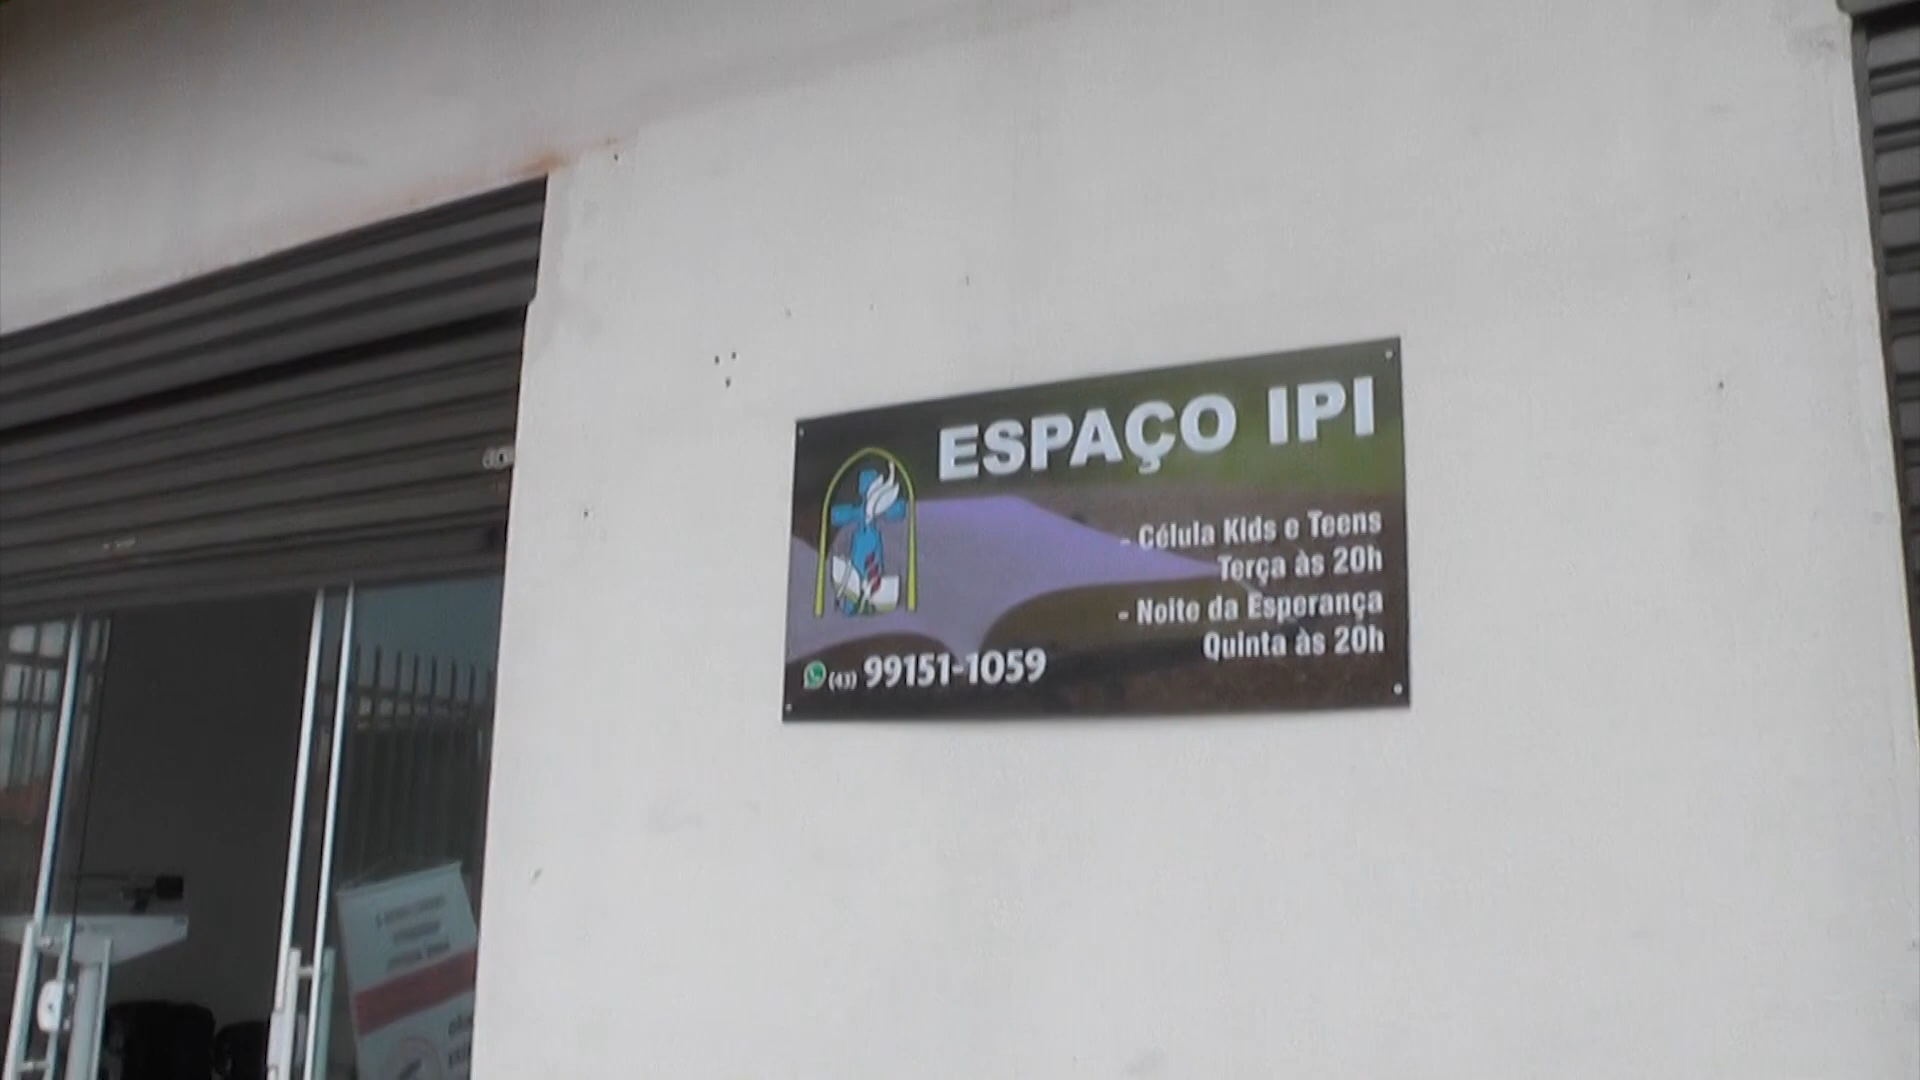 ESPAÇO IPI
- Célula Kids e Teens
Terça às 20h
- Noite da Esperança
Quinta às 20h
(43) 99151-1059